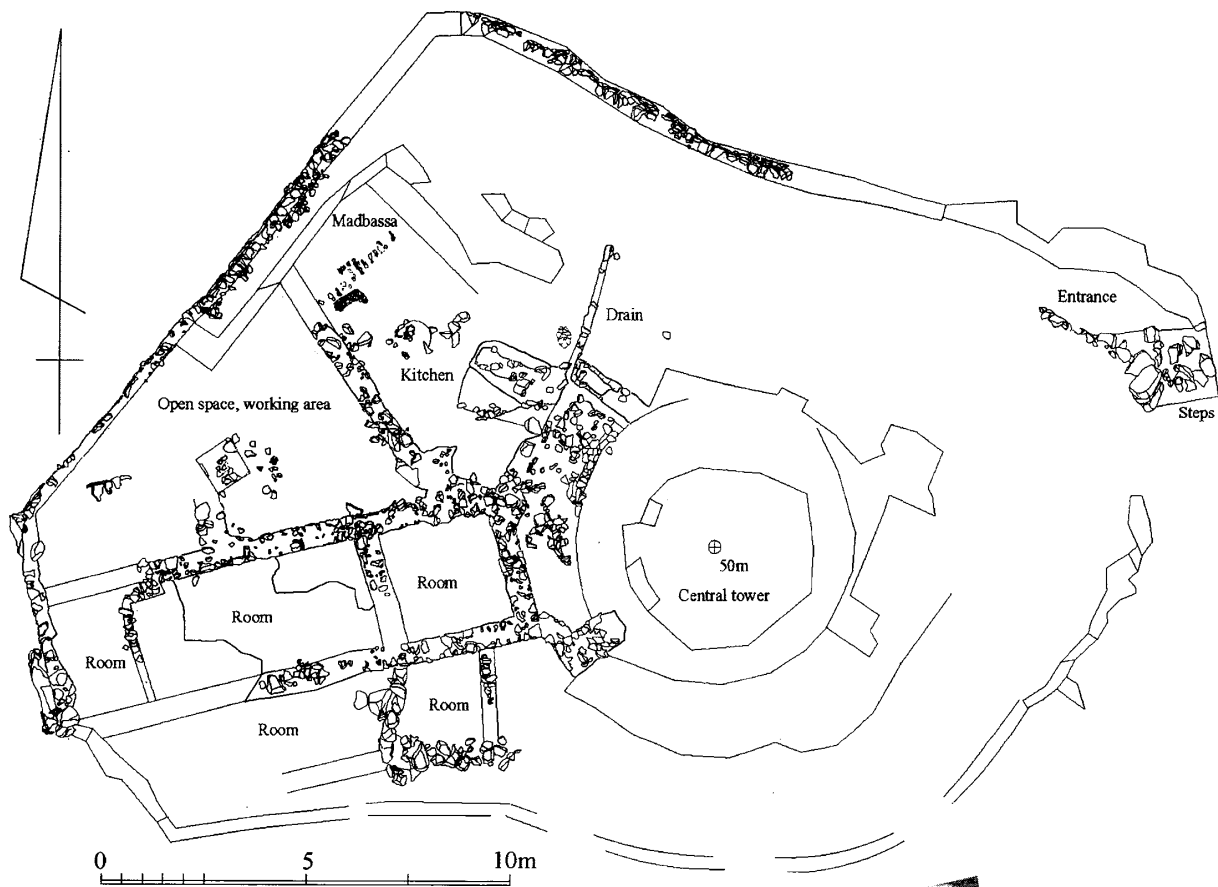 Madbassa
Entrance
Drain
Kitchen
Open space, working area
Steps
50m
Room
Central tower
Room
Room
Room
Room
0 5 10m